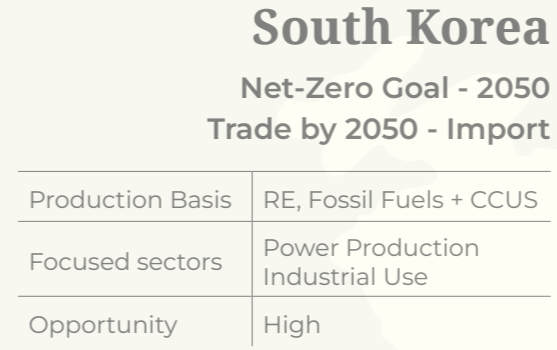 South Korea
Net-Zero Goal - 2050
Trade by 2050 - Import
Production Basis RE, Fossil Fuels + CCUS
Focused sectors Power Production
Industrial Use
Opportunity High